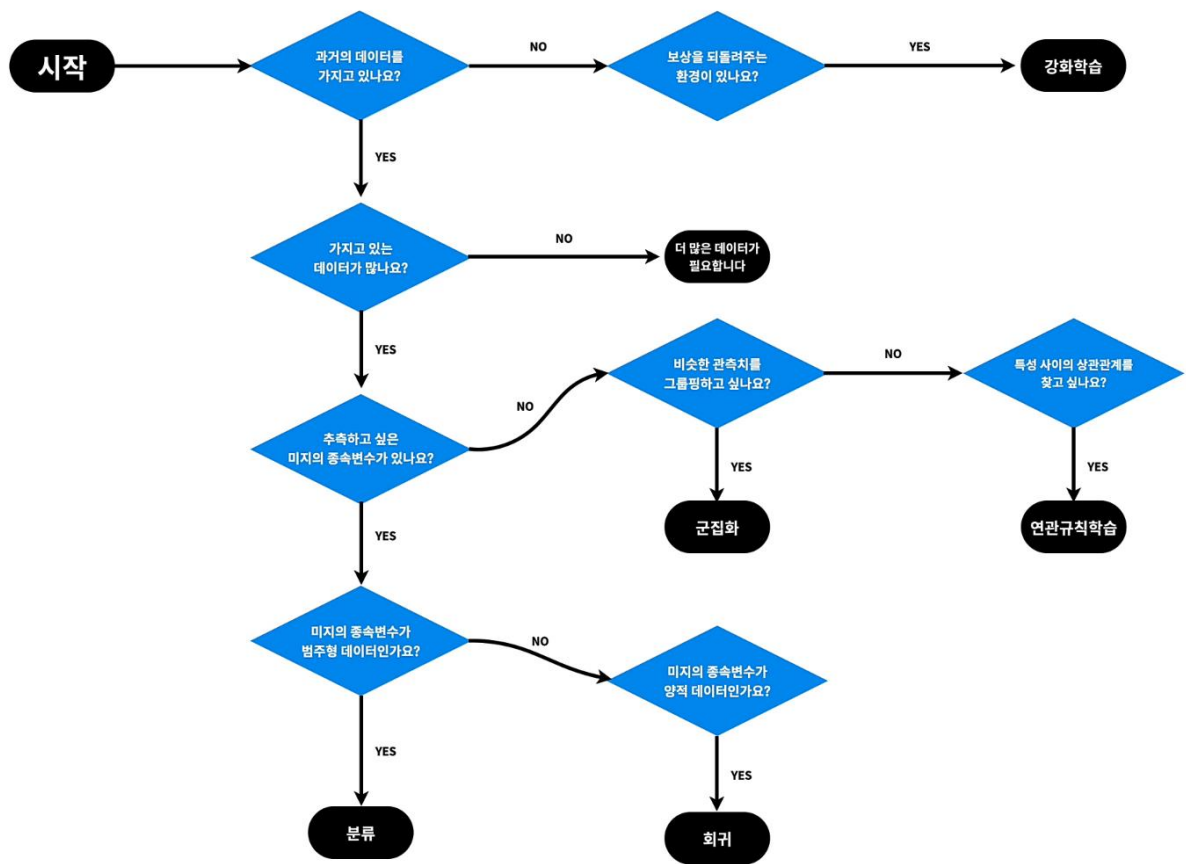 시작
과거의 데이터를
가지고 있나요?
NO
보상을 되돌려주는
환경이 있나요?
YES
강화학습
YES
가지고 있는
데이터가 많나요?
NO
더 많은 데이터가
필요합니다
YES
추측하고 싶은
미지의 종속변수가 있나요?
NO
비슷한 관측치를
그룹핑하고 싶나요?
NO
특성 사이의 상관관계를
찾고 싶나요?
YES
군집화
YES
연관규칙학습
YES
미지의 종속변수가
범주형 데이터인가요?
NO
미지의 종속변수가
양적 데이터인가요?
YES
분류
YES
회귀